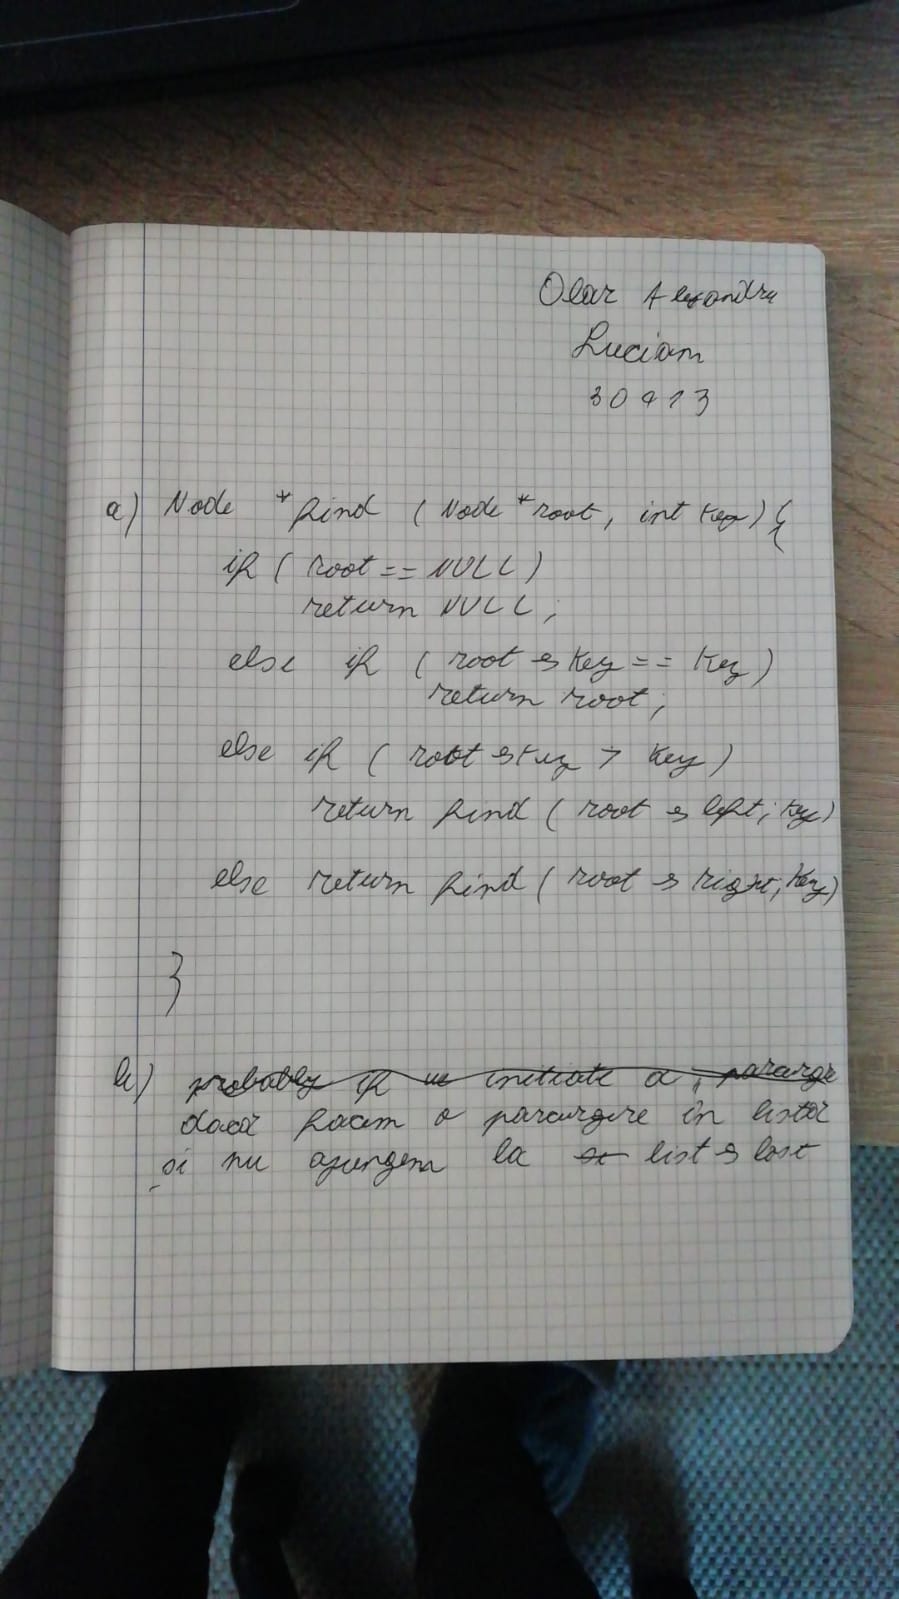 Olar Alexandru
Lucian
30413
a) Node *find (Node *root, int key) {
if ( root == NULL)
return NULL;
else if ( root → key == key)
return root;
else if ( root → key > key)
return find ( root → left, key)
else return find ( root → right, key)
}
b) probably if we initiate a parcurge
dacă facem o parcurgere în listă
și nu ajungem la list → last